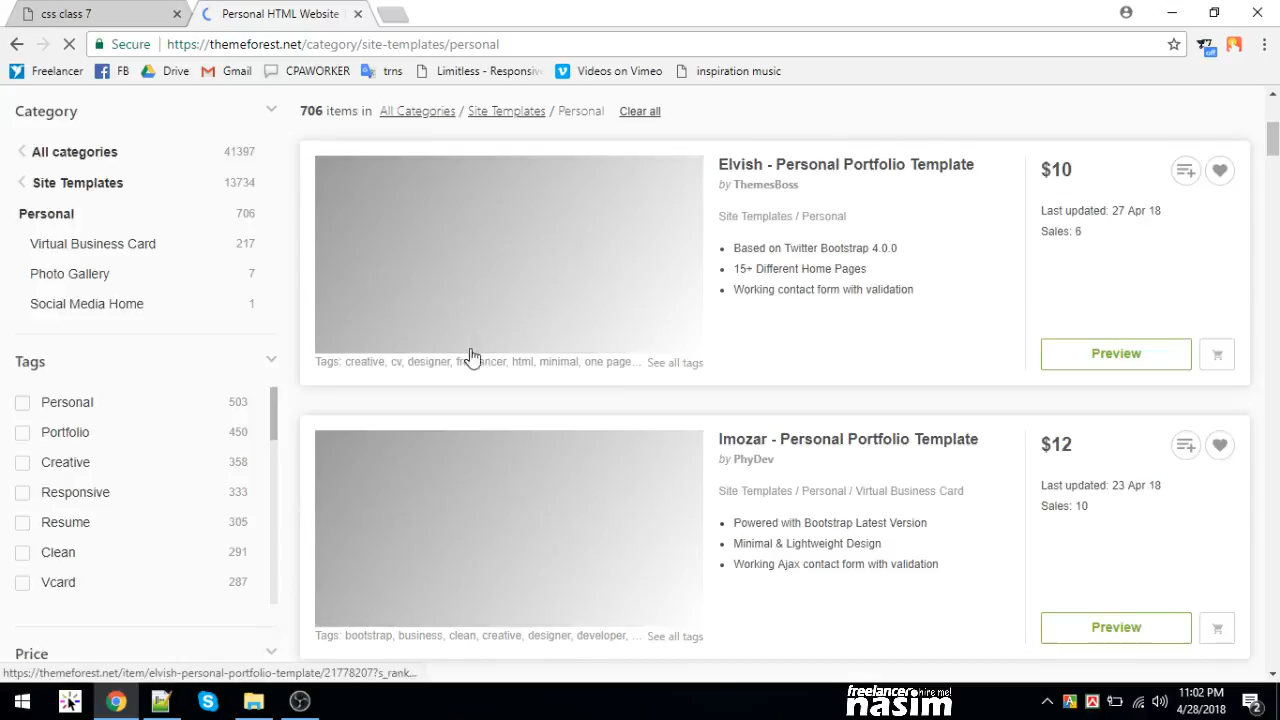 css class 7
Personal HTML Website
Secure https://themeforest.net/category/site-templates/personal
off
Freelancer FB Drive Gmail CPAWORKER trns Limitless - Responsiv Videos on Vimeo inspiration music
Category
706 items in All Categories / Site Templates / Personal Clear all
All categories 41397
Site Templates 13734
Personal 706
Virtual Business Card 217
Photo Gallery 7
Social Media Home 1
Tags
Personal 503
Portfolio 450
Creative 358
Responsive 333
Resume 305
Clean 291
Vcard 287
Price
Elvish - Personal Portfolio Template
by ThemesBoss
Site Templates / Personal
Based on Twitter Bootstrap 4.0.0
15+ Different Home Pages
Working contact form with validation
Tags: creative, cv, designer, freelancer, html, minimal, one page... See all tags
$10
Last updated: 27 Apr 18
Sales: 6
Preview
Imozar - Personal Portfolio Template
by PhyDev
Site Templates / Personal / Virtual Business Card
Powered with Bootstrap Latest Version
Minimal & Lightweight Design
Working Ajax contact form with validation
Tags: bootstrap, business, clean, creative, designer, developer, ... See all tags
$12
Last updated: 23 Apr 18
Sales: 10
Preview
https://themeforest.net/item/elvish-personal-portfolio-template/21778207?s_rank...
freelancer hire me!
nasim
11:02 PM
4/28/2018
2